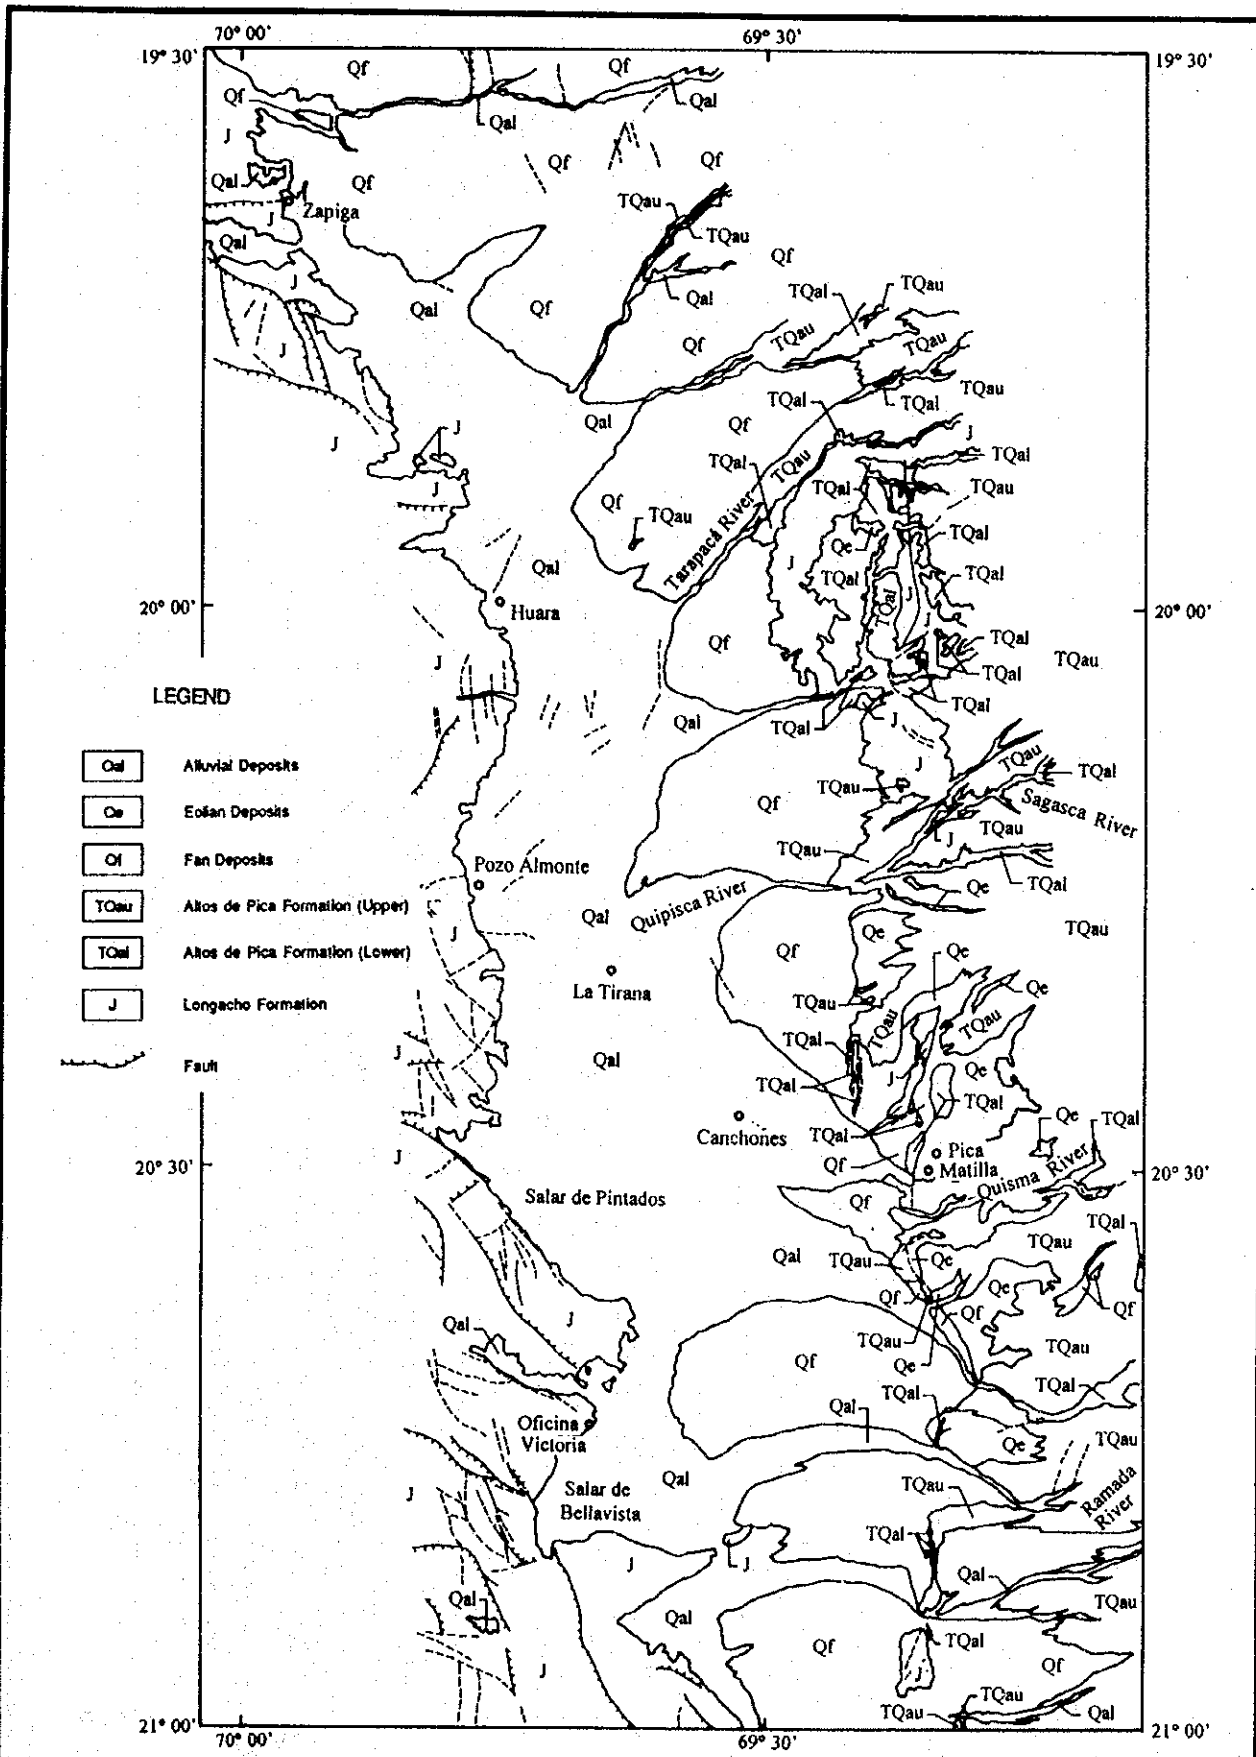 70° 00'
69° 30'
19° 30'
19° 30'
Qf
Qf
Qf
Qal
Qal
J
Qf
Qf
Qal
Qf
TQau
Zapiga
J
TQau
Qal
Qf
J
Qal
TQal
TQau
Qal
Qf
Qf
TQau
TQau
J
TQau
TQal
TQal
Qal
Qf
J
J
J
TQal
TQau
TQal
J
TQal
TQau
Qf
TQau
Tarapacá River
Qe
TQal
Qal
J
TQal
TQal
TQal
J
20° 00'
Huara
20° 00'
J
Qf
J
TQal
TQau
TQal
LEGEND
Qal
TQal
J
TQal
Qal
Alluvial Deposits
TQau
TQal
J
Qe
Eolian Deposits
Qf
TQau
Sagasca River
J
TQau
Qf
Fan Deposits
TQau
Pozo Almonte
TQal
Qe
TQau
Altos de Pica Formation (Upper)
Qal
Quipisca River
Qe
TQau
J
TQal
Altos de Pica Formation (Lower)
Qf
Qe
La Tirana
Qe
J
Longacho Formation
TQau
TQau
TQau
TQal
J
Fault
Qal
TQal
J
Qe
TQal
Qe
TQal
Canchones
TQal
Pica
J
Qf
Matilla
20° 30'
20° 30'
Quisma River
Salar de Pintados
Qf
TQal
Qal
TQau
Qe
TQau
Qe
Qf
Qf
Qf
J
Qal
TQau
TQau
Qf
Qe
TQal
TQal
Qal
Oficina
Victoria
Qe
TQau
Qal
Salar de
Bellavista
TQau
Ramada
River
J
TQal
J
J
Qal
Qal
TQau
Qal
TQal
Qf
Qf
J
J
TQau
TQau
Qal
21° 00'
21° 00'
70° 00'
69° 30'